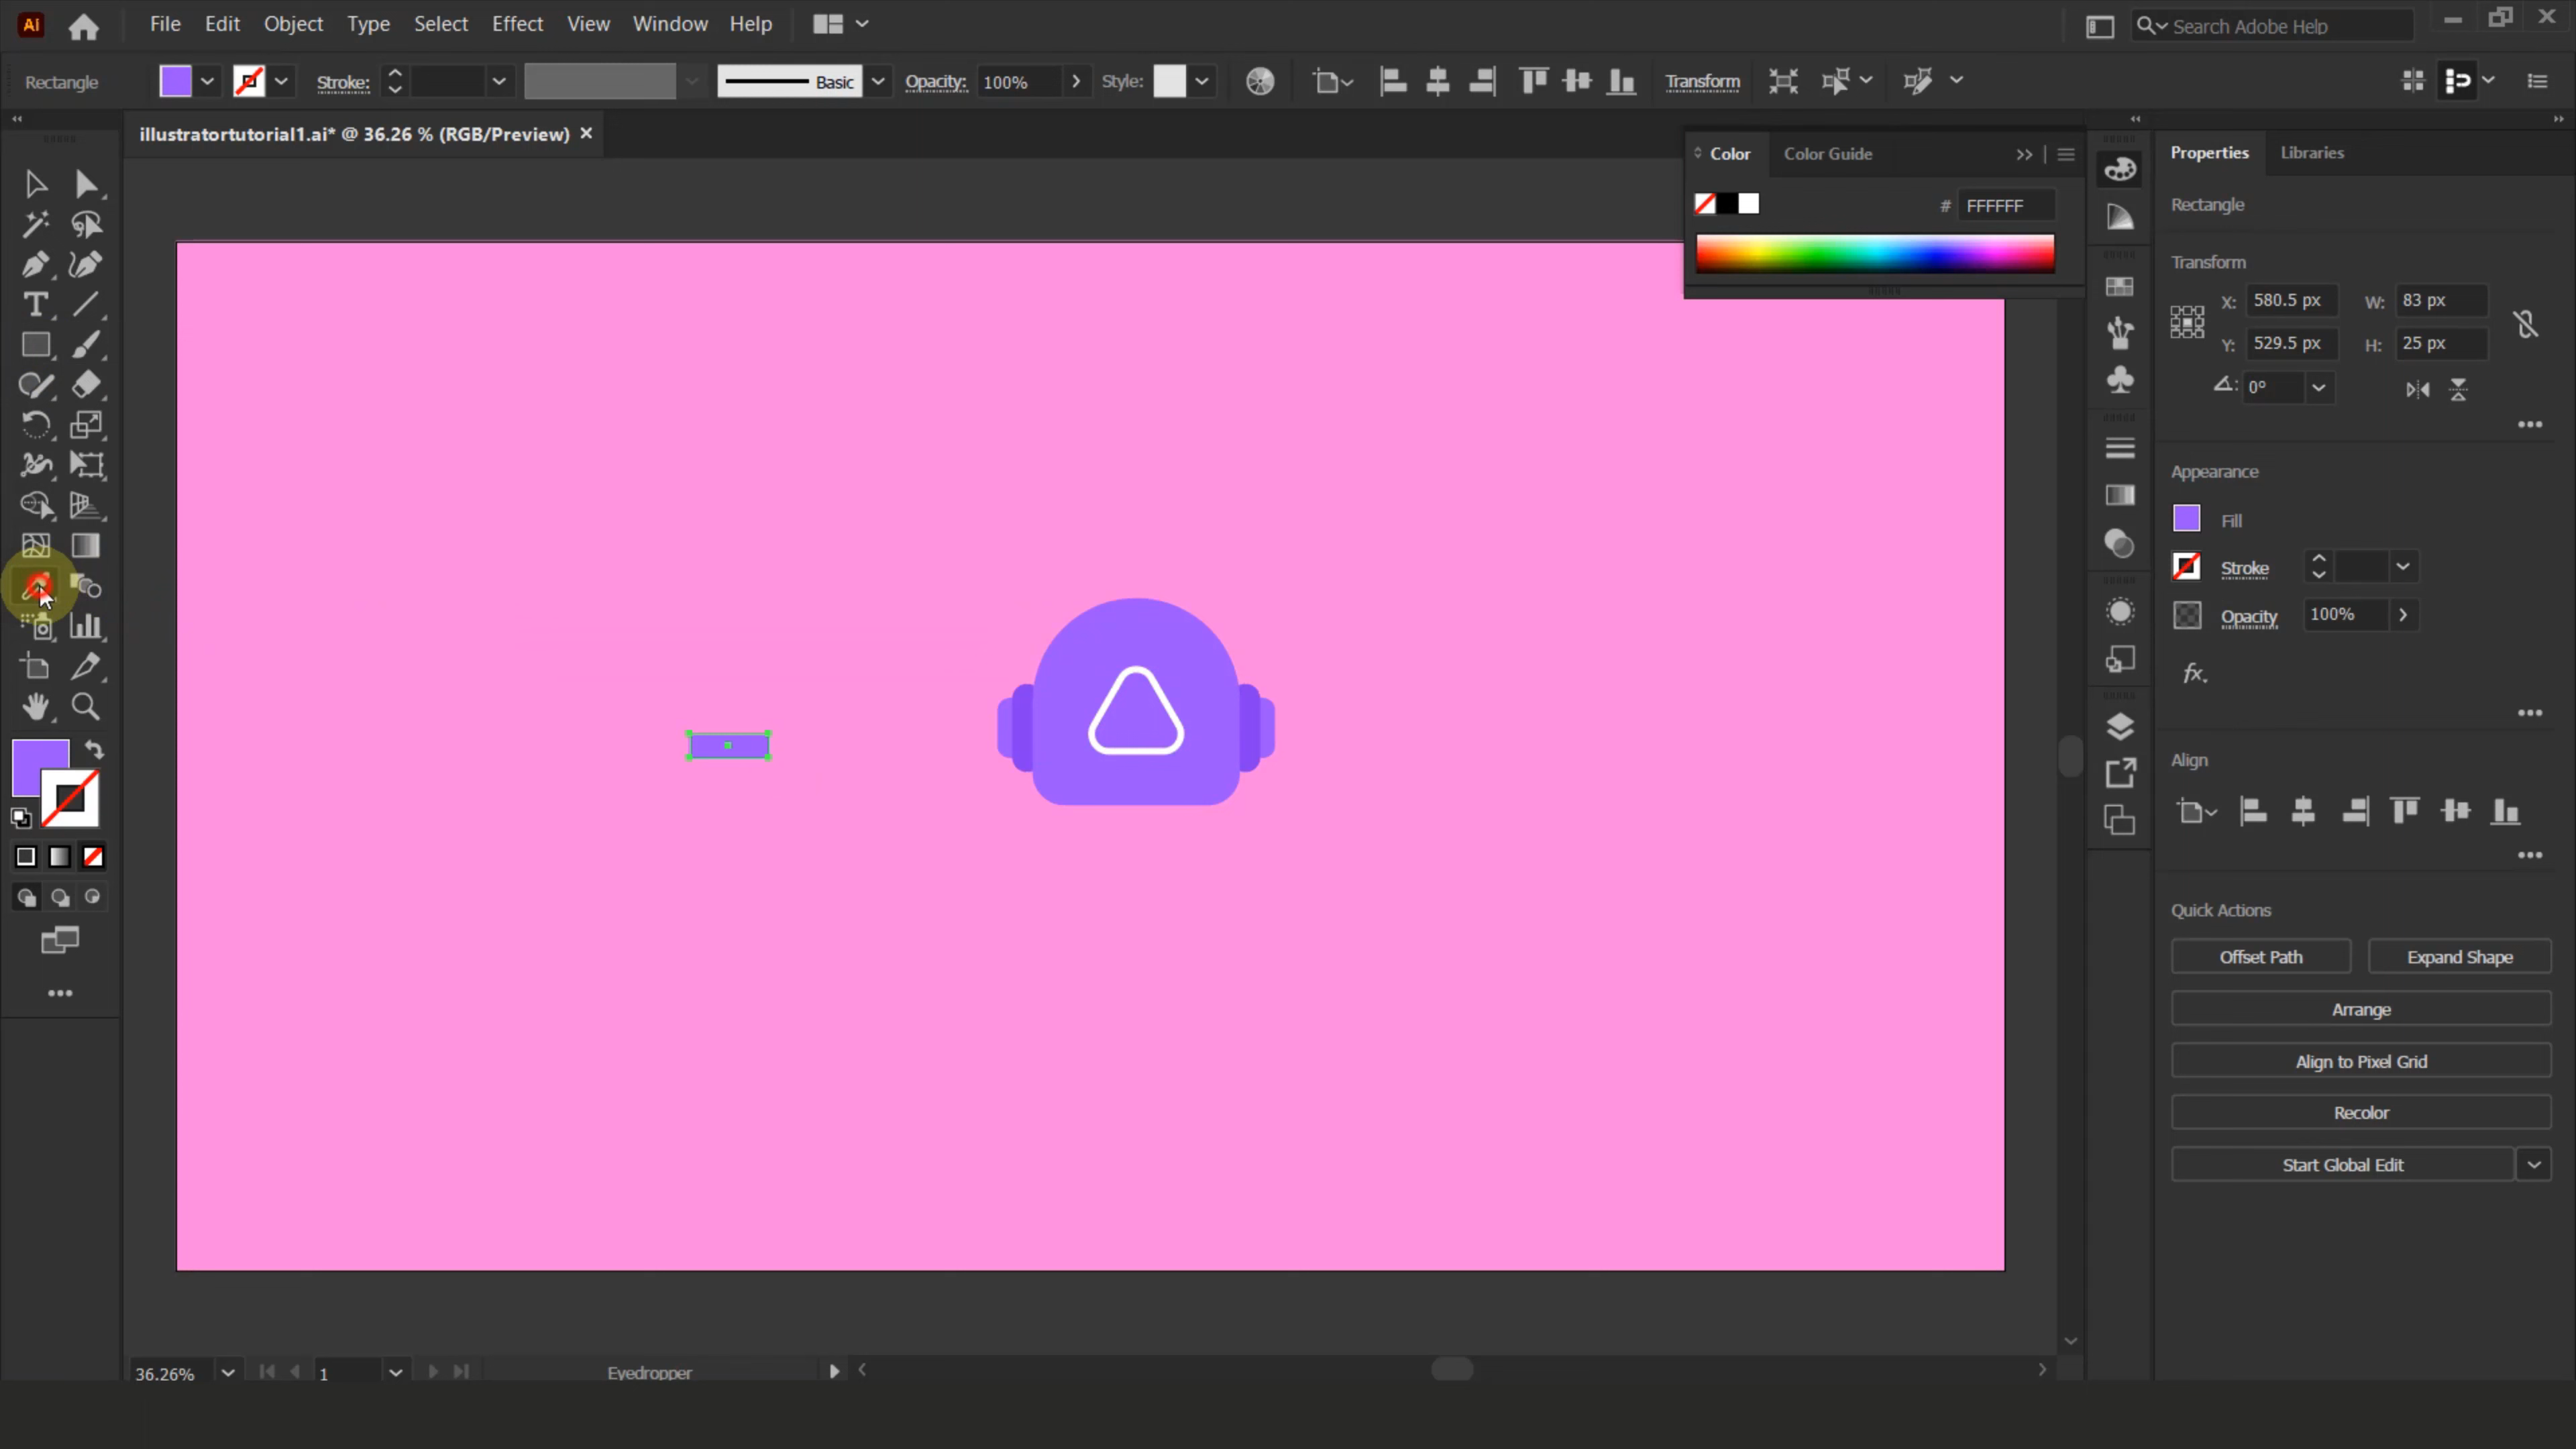 Ai File Edit Object Type Select Effect View Window Help Search Adobe Help
Rectangle Stroke: Basic Opacity: 100% Style: Transform
illustratortutorial1.ai* @ 36.26 % (RGB/Preview)
Color Color Guide
# FFFFFF
Properties Libraries
Rectangle
Transform
X: 580.5 px W: 83 px
Y: 529.5 px H: 25 px
0°
Appearance
Fill
Stroke
Opacity 100%
fx.
Align
Quick Actions
Offset Path Expand Shape
Arrange
Align to Pixel Grid
Recolor
Start Global Edit
36.26% 1 Eyedropper